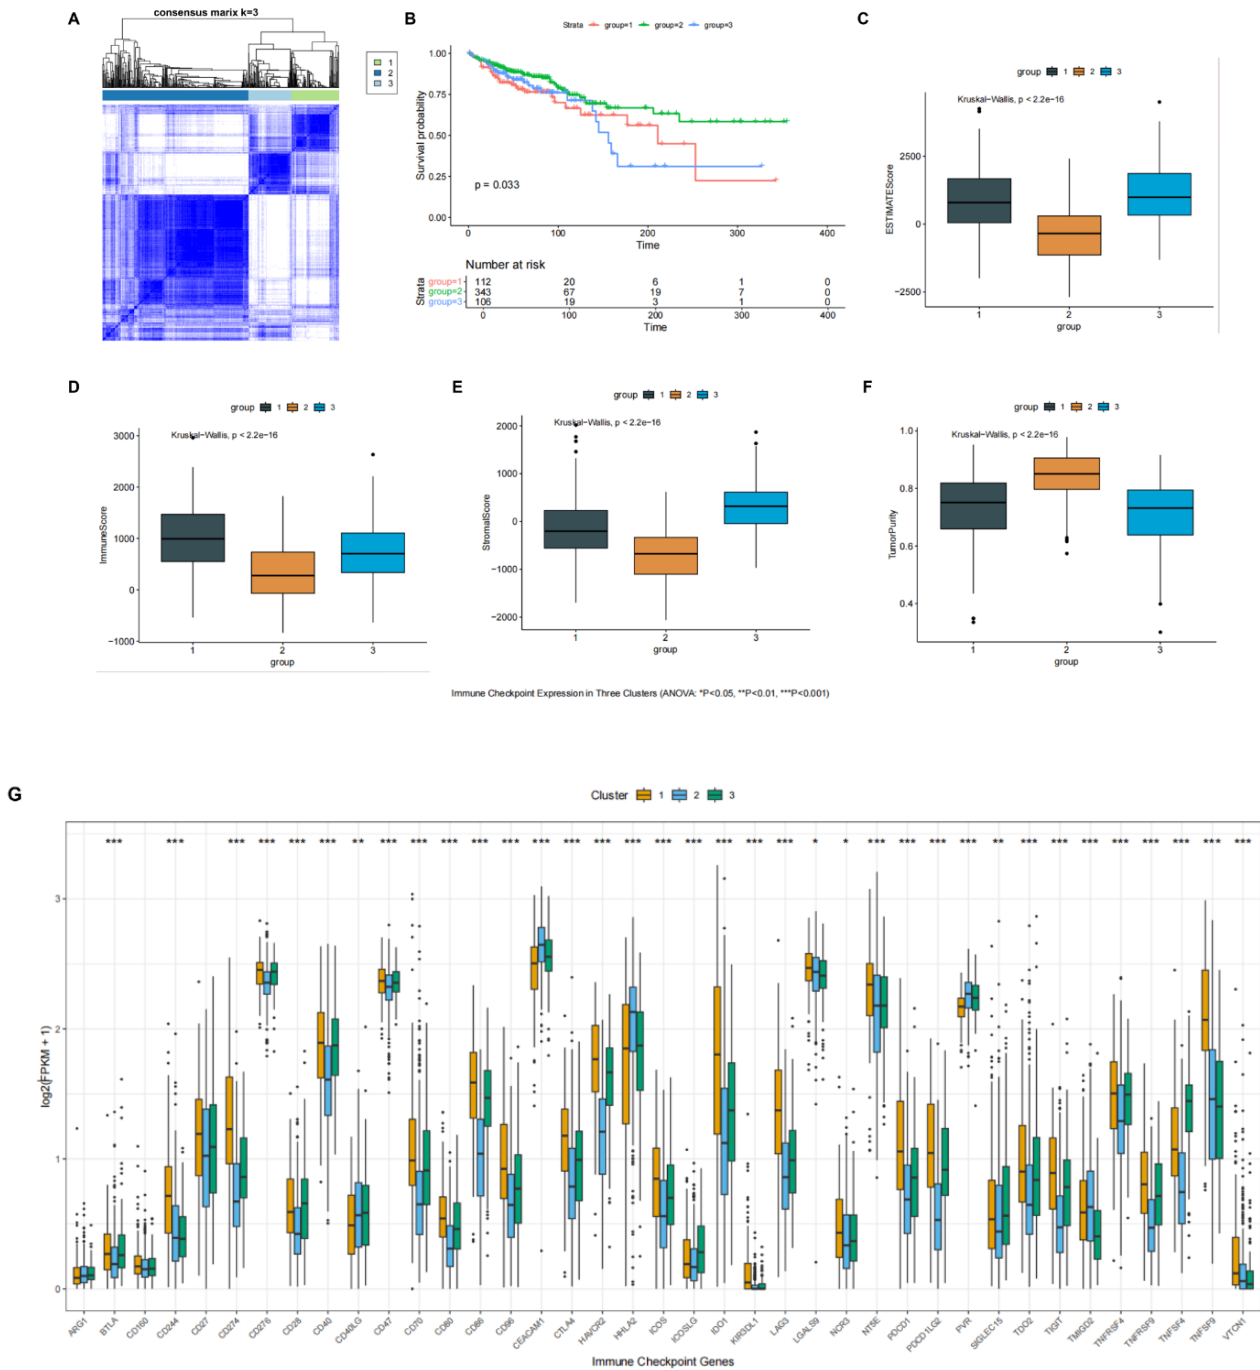 A
consensus marix k=3
1
2
3
B
Strata group=1 group=2 group=3
Survival probability
1.00
0.75
0.50
0.25
0.00
p = 0.033
0 100 200 300 400
Time
Number at risk
Strata
group=1 112 20 6 1 0
group=2 343 67 19 7 0
group=3 106 19 3 1 0
0 100 200 300 400
Time
C
group 1 2 3
Kruskal-Wallis, p < 2.2e-16
ESTIMATEScore
2500
0
−2500
1 2 3
group
D
group 1 2 3
Kruskal-Wallis, p < 2.2e-16
ImmuneScore
3000
2000
1000
0
−1000
1 2 3
group
E
group 1 2 3
Kruskal-Wallis, p < 2.2e-16
StromalScore
2000
1000
0
−1000
−2000
1 2 3
group
F
group 1 2 3
Kruskal-Wallis, p < 2.2e-16
TumorPurity
1.0
0.8
0.6
0.4
1 2 3
group
Immune Checkpoint Expression in Three Clusters (ANOVA: *P<0.05, **P<0.01, ***P<0.001)
G
Cluster 1 2 3
*** *** *** *** *** *** ** *** *** *** *** *** *** *** *** *** *** *** *** *** *** * * *** *** *** *** ** *** *** *** *** *** *** *** ***
log2(FPKM + 1)
3
2
1
0
ARG1 BTLA CD160 CD244 CD27 CD274 CD276 CD28 CD40 CD40LG CD47 CD70 CD80 CD86 CD96 CEACAM1 CTLA4 HAVCR2 HHLA2 ICOS ICOSLG IDO1 KIR3DL1 LAG3 LGALS9 NCR3 NT5E PDCD1 PDCD1LG2 PVR SIGLEC15 TDO2 TIGIT TMIGD2 TNFRSF4 TNFRSF9 TNFSF4 TNFSF9 VTCN1
Immune Checkpoint Genes